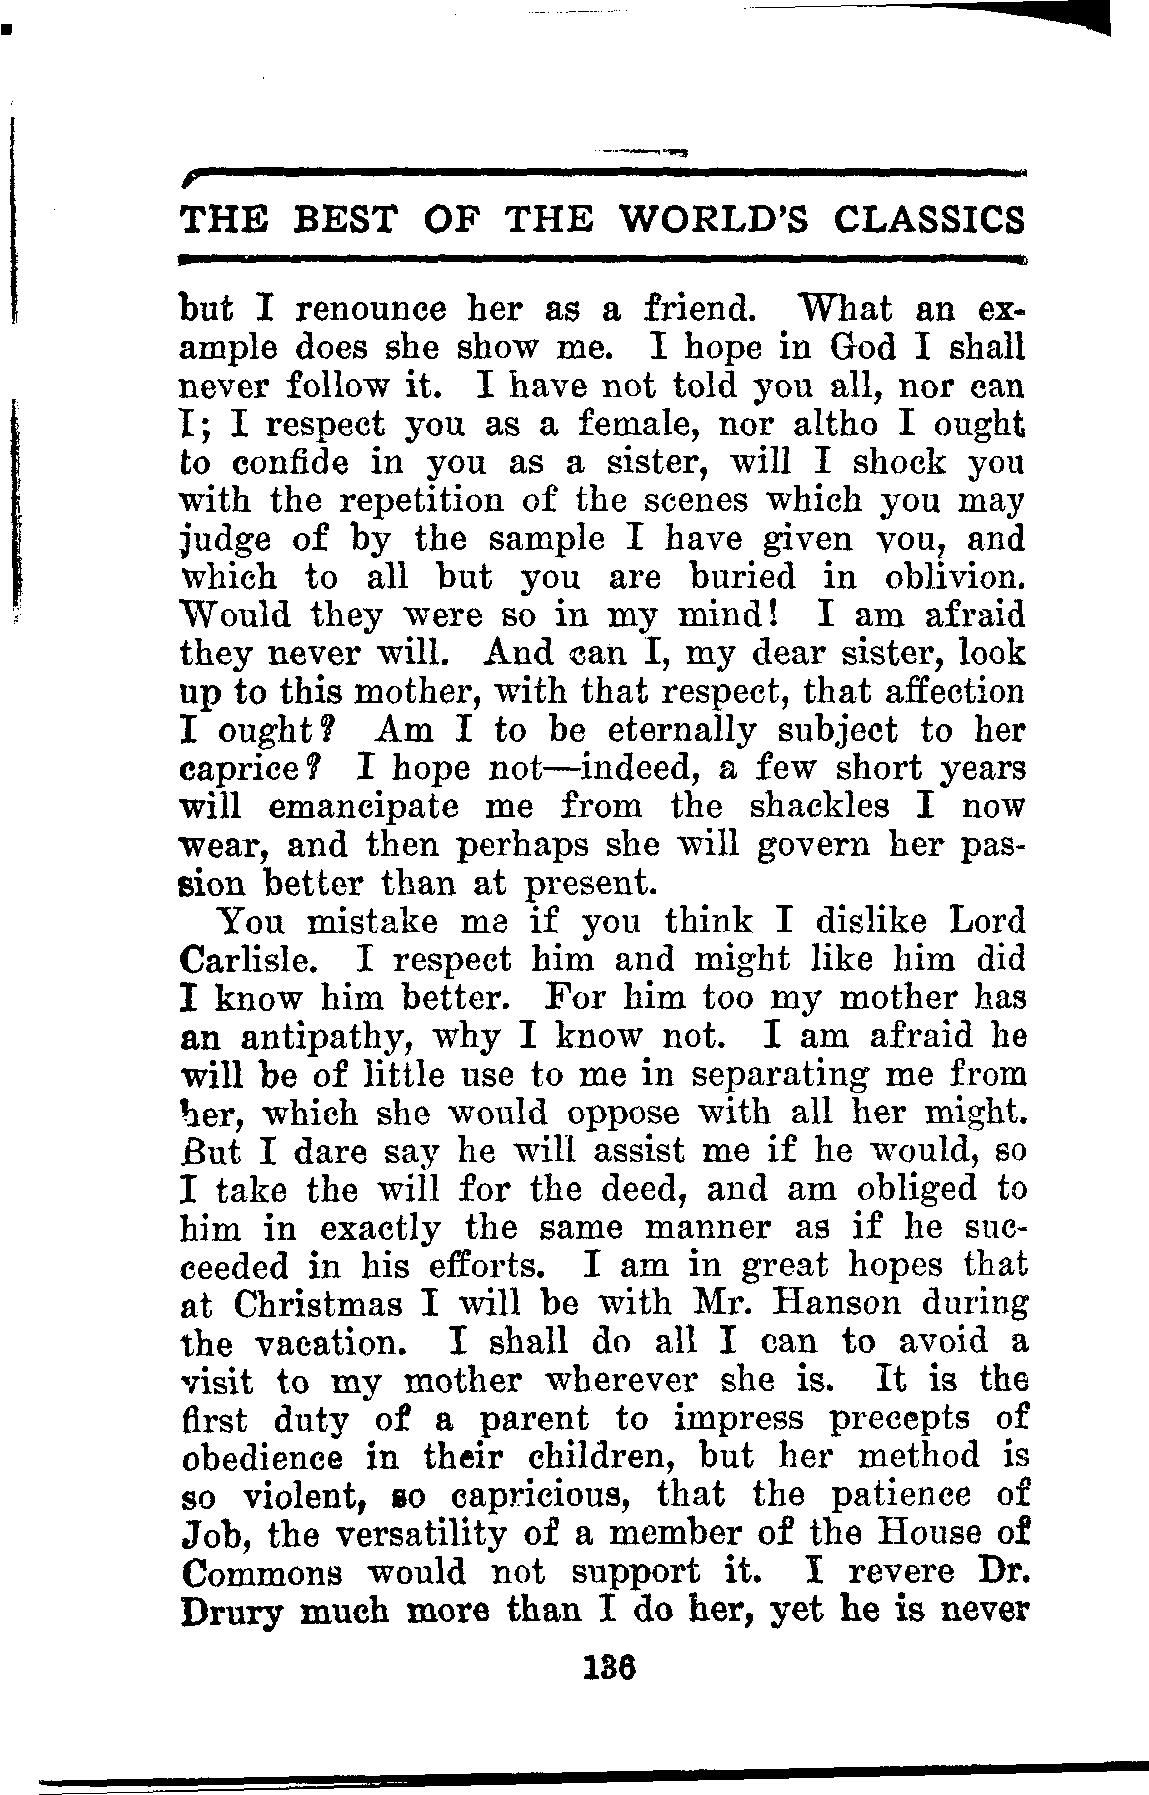 THE BEST OF THE WORLD'S CLASSICS
but I renounce her as a friend. What an ex-
ample does she show me. I hope in God I shall
never follow it. I have not told you all, nor can
I; I respect you as a female, nor altho I ought
to confide in you as a sister, will I shock you
with the repetition of the scenes which you may
judge of by the sample I have given you, and
which to all but you are buried in oblivion.
Would they were so in my mind! I am afraid
they never will. And can I, my dear sister, look
up to this mother, with that respect, that affection
I ought? Am I to be eternally subject to her
caprice? I hope not—indeed, a few short years
will emancipate me from the shackles I now
wear, and then perhaps she will govern her pas-
sion better than at present.
You mistake me if you think I dislike Lord
Carlisle. I respect him and might like him did
I know him better. For him too my mother has
an antipathy, why I know not. I am afraid he
will be of little use to me in separating me from
her, which she would oppose with all her might.
But I dare say he will assist me if he would, so
I take the will for the deed, and am obliged to
him in exactly the same manner as if he suc-
ceeded in his efforts. I am in great hopes that
at Christmas I will be with Mr. Hanson during
the vacation. I shall do all I can to avoid a
visit to my mother wherever she is. It is the
first duty of a parent to impress precepts of
obedience in their children, but her method is
so violent, so capricious, that the patience of
Job, the versatility of a member of the House of
Commons would not support it. I revere Dr.
Drury much more than I do her, yet he is never
136